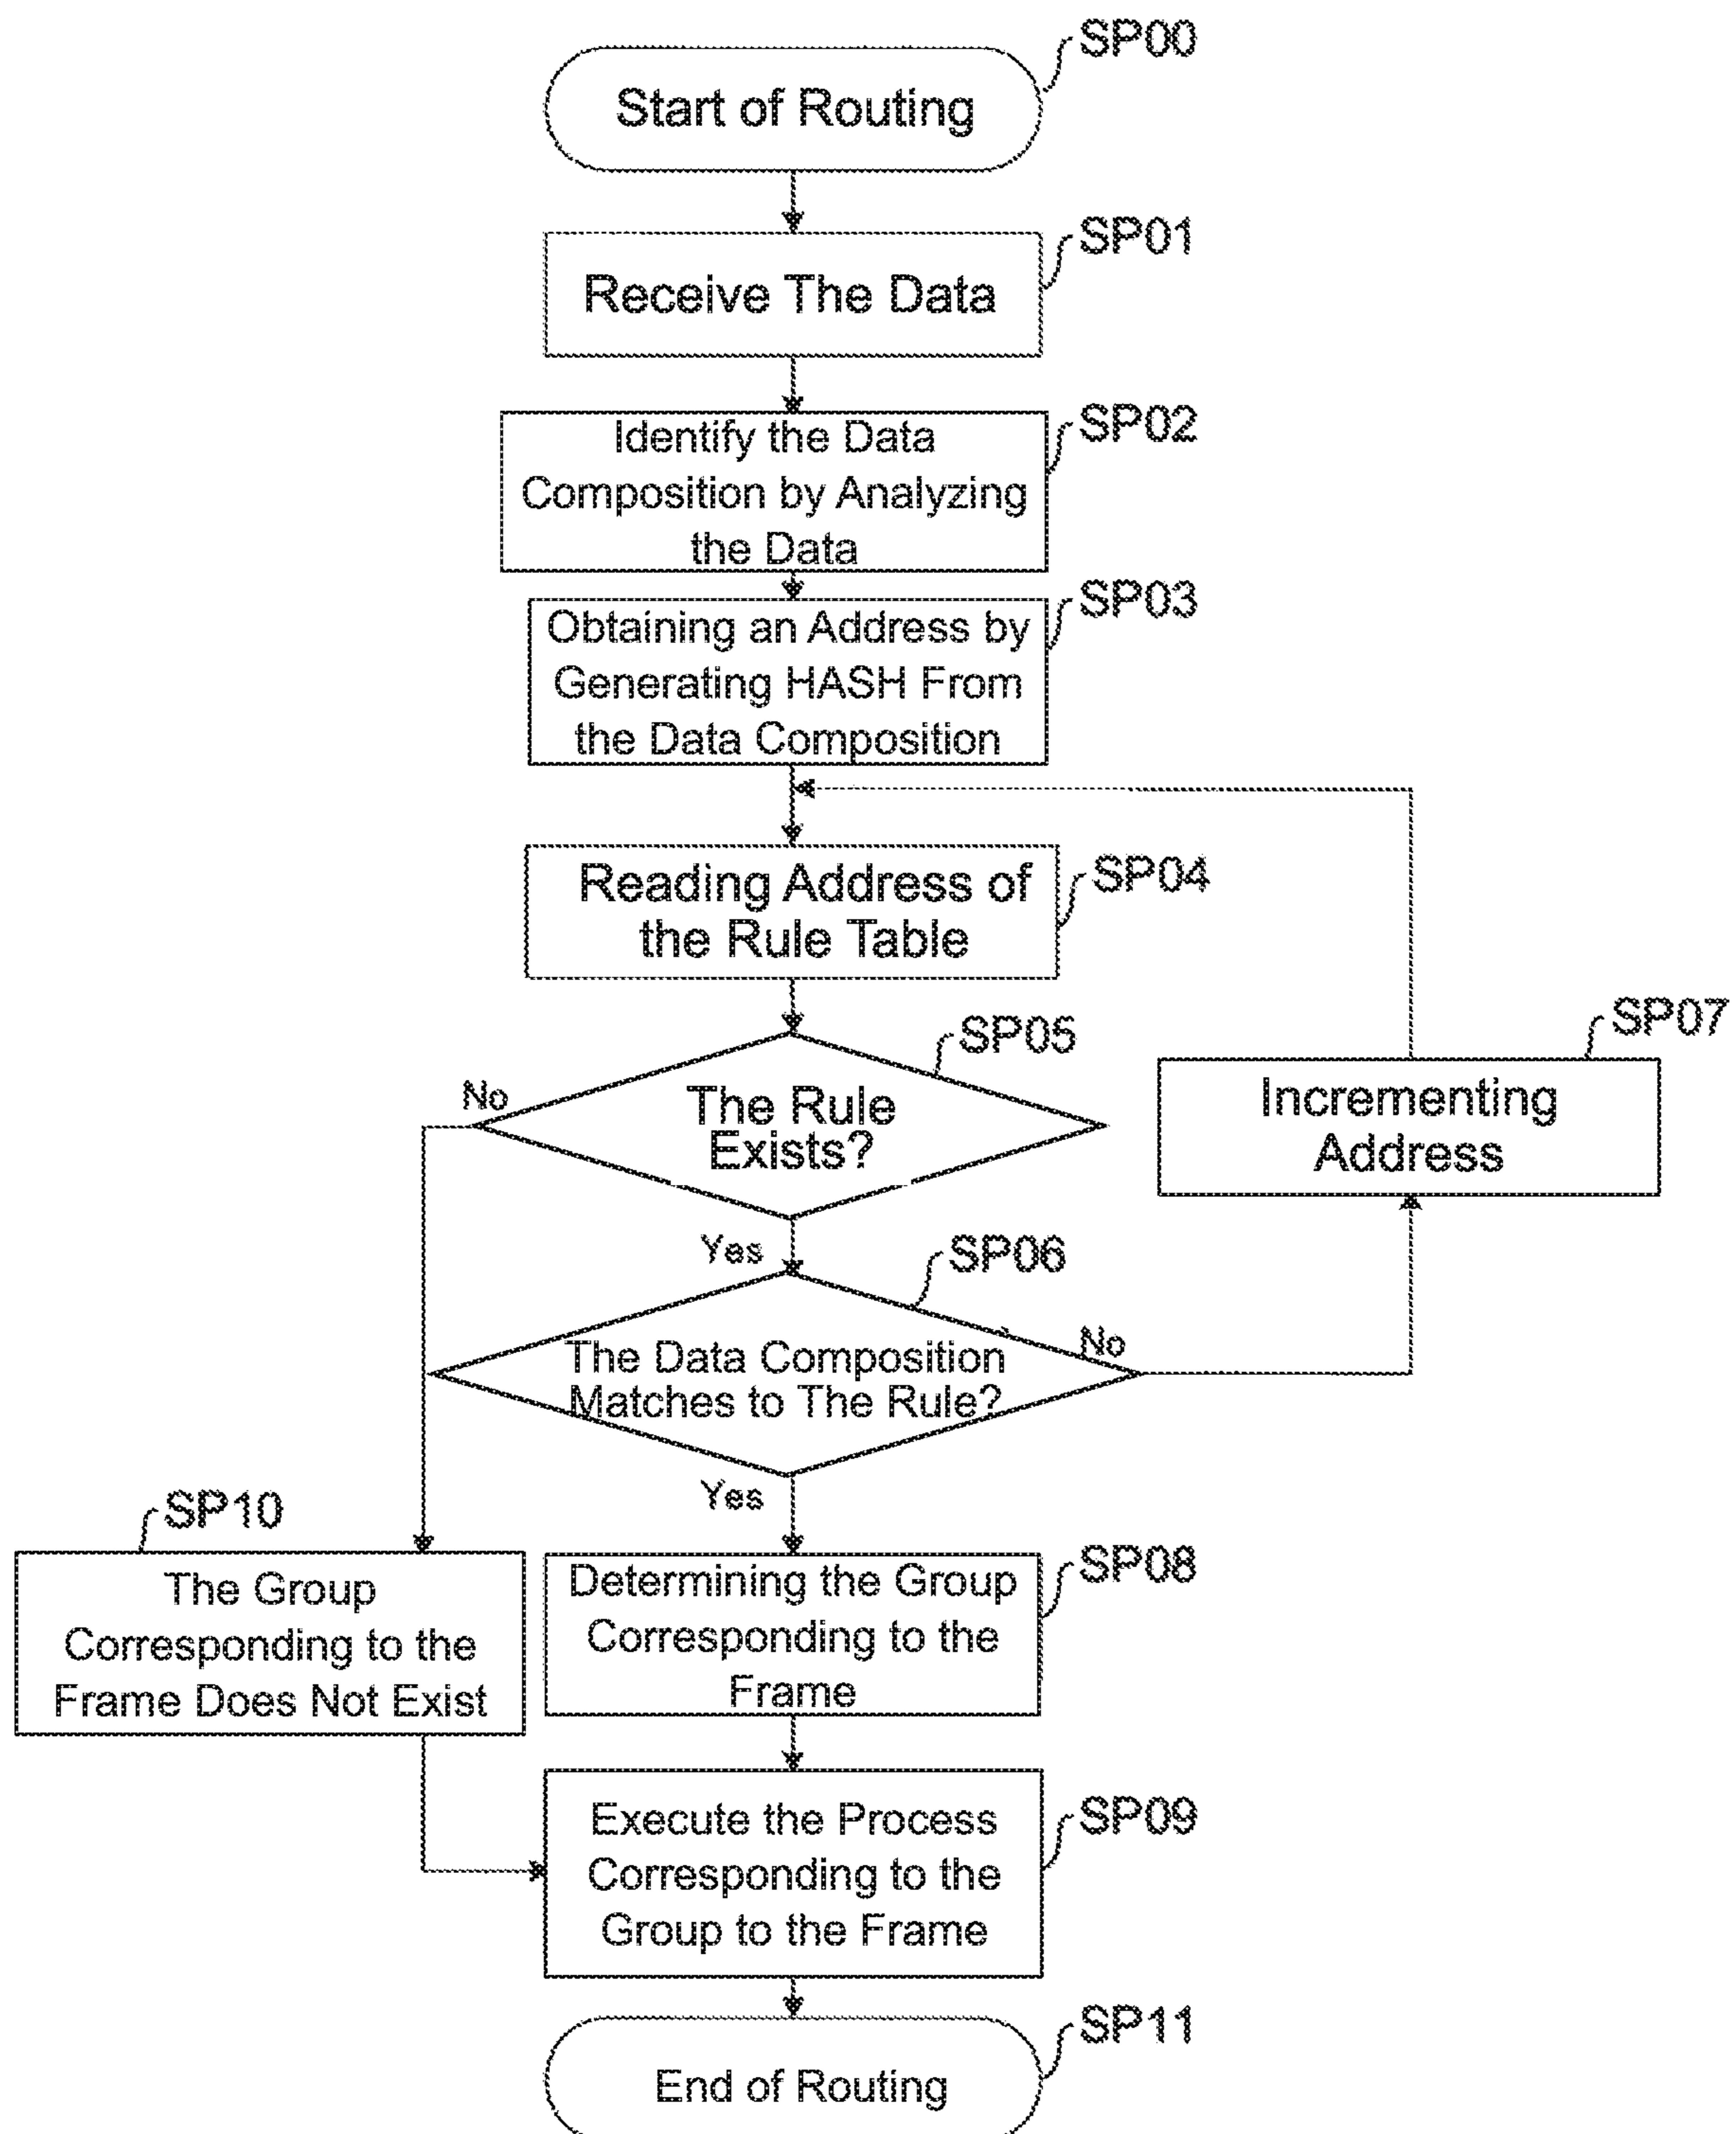 SP00
Start of Routing
SP01
Receive The Data
SP02
Identify the Data
Composition by Analyzing
the Data
SP03
Obtaining an Address by
Generating HASH From
the Data Composition
SP04
Reading Address of
the Rule Table
SP05
No
The Rule
Exists?
SP07
Incrementing
Address
Yes
SP06
The Data Composition
Matches to The Rule?
No
Yes
SP10
The Group
Corresponding to the
Frame Does Not Exist
SP08
Determining the Group
Corresponding to the
Frame
SP09
Execute the Process
Corresponding to the
Group to the Frame
SP11
End of Routing